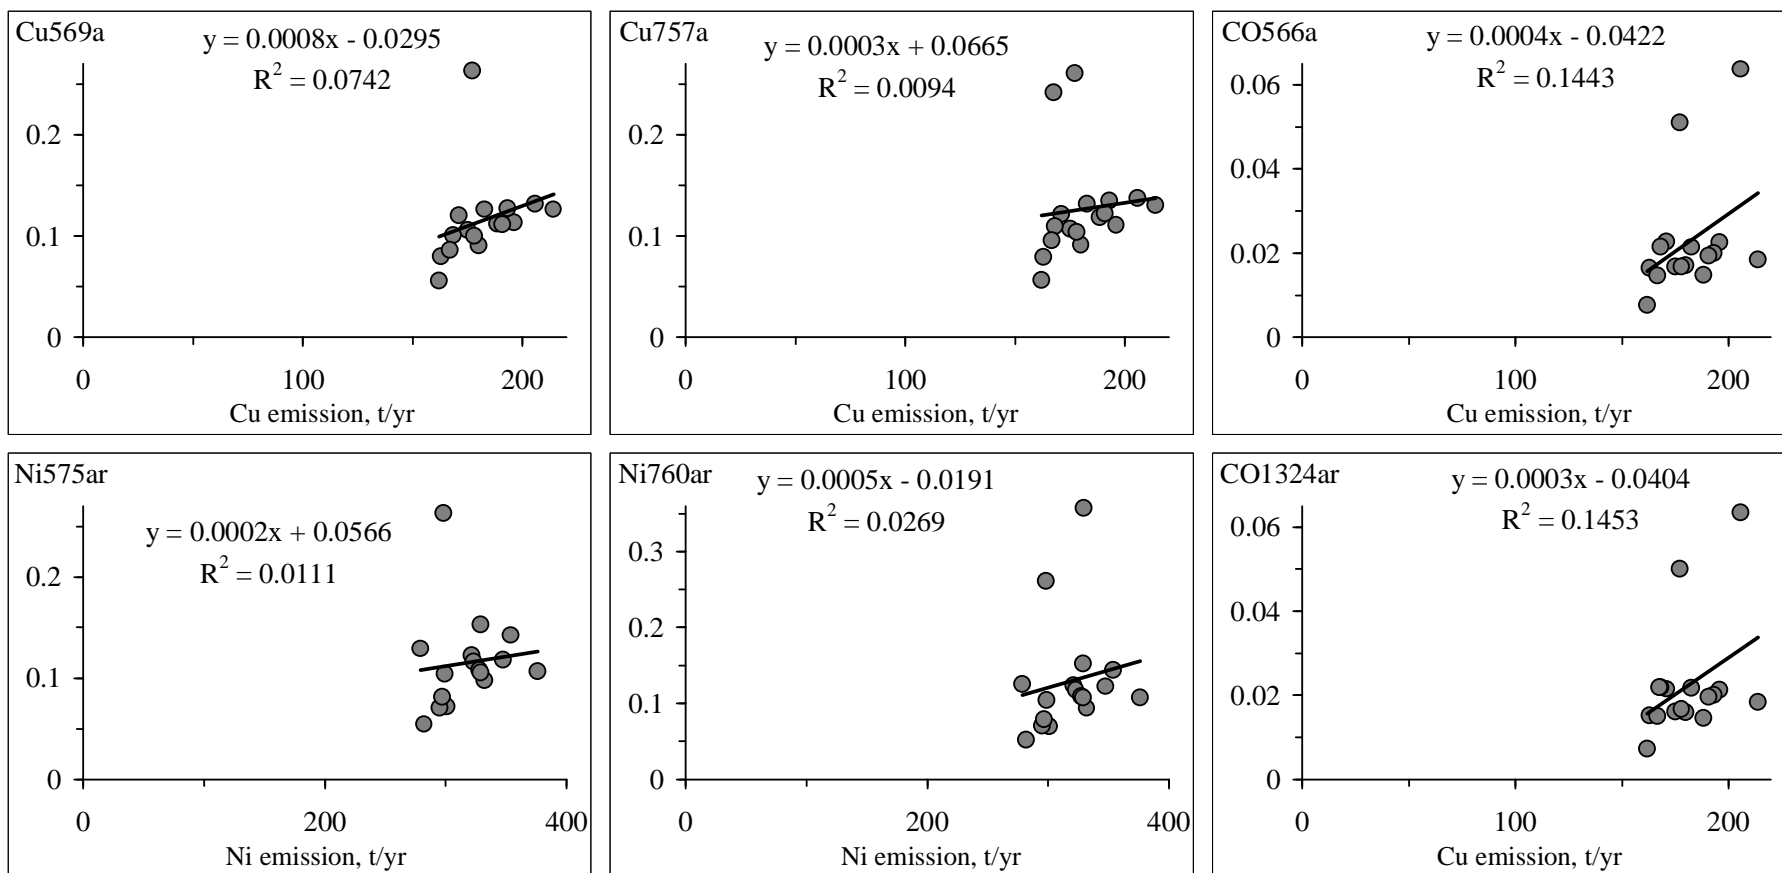 Cu569a
y = 0.0008x - 0.0295
R² = 0.0742
0.2
0.1
0
0 100 200
Cu emission, t/yr
Cu757a
y = 0.0003x + 0.0665
R² = 0.0094
0.2
0.1
0
0 100 200
Cu emission, t/yr
CO566a
y = 0.0004x - 0.0422
R² = 0.1443
0.06
0.04
0.02
0
0 100 200
Cu emission, t/yr
Ni575ar
y = 0.0002x + 0.0566
R² = 0.0111
0.2
0.1
0
0 200 400
Ni emission, t/yr
Ni760ar
y = 0.0005x - 0.0191
R² = 0.0269
0.3
0.2
0.1
0
0 200 400
Ni emission, t/yr
CO1324ar
y = 0.0003x - 0.0404
R² = 0.1453
0.06
0.04
0.02
0
0 100 200
Cu emission, t/yr